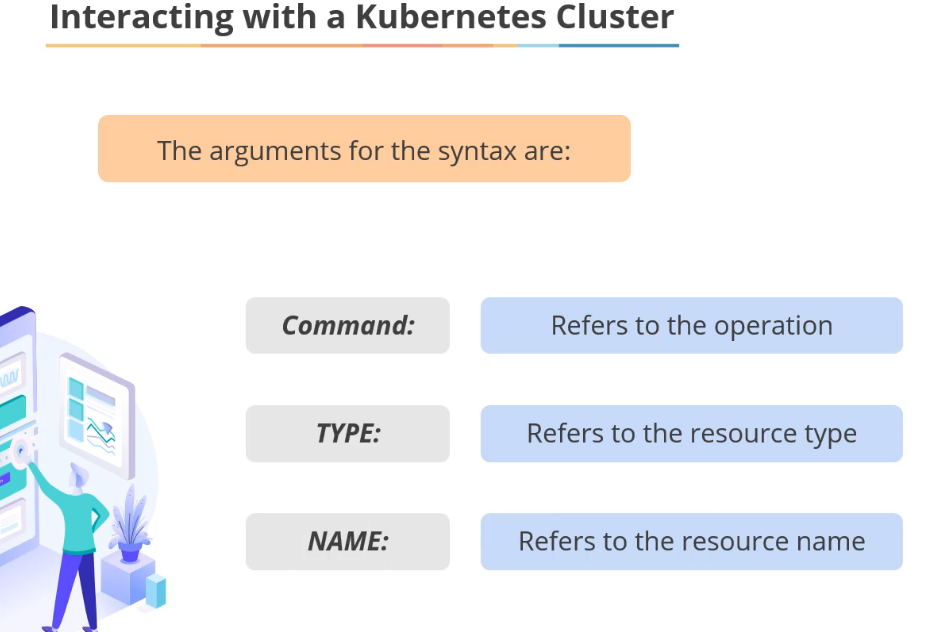 Interacting with a Kubernetes Cluster
The arguments for the syntax are:
Command: Refers to the operation
TYPE: Refers to the resource type
NAME: Refers to the resource name